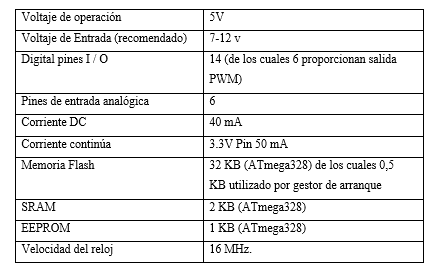 Voltaje de operación 5V
Voltaje de Entrada (recomendado) 7-12 v
Digital pines I / O 14 (de los cuales 6 proporcionan salida
PWM)
Pines de entrada analógica 6
Corriente DC 40 mA
Corriente continúa 3.3V Pin 50 mA
Memoria Flash 32 KB (ATmega328) de los cuales 0,5
KB utilizado por gestor de arranque
SRAM 2 KB (ATmega328)
EEPROM 1 KB (ATmega328)
Velocidad del reloj 16 MHz.